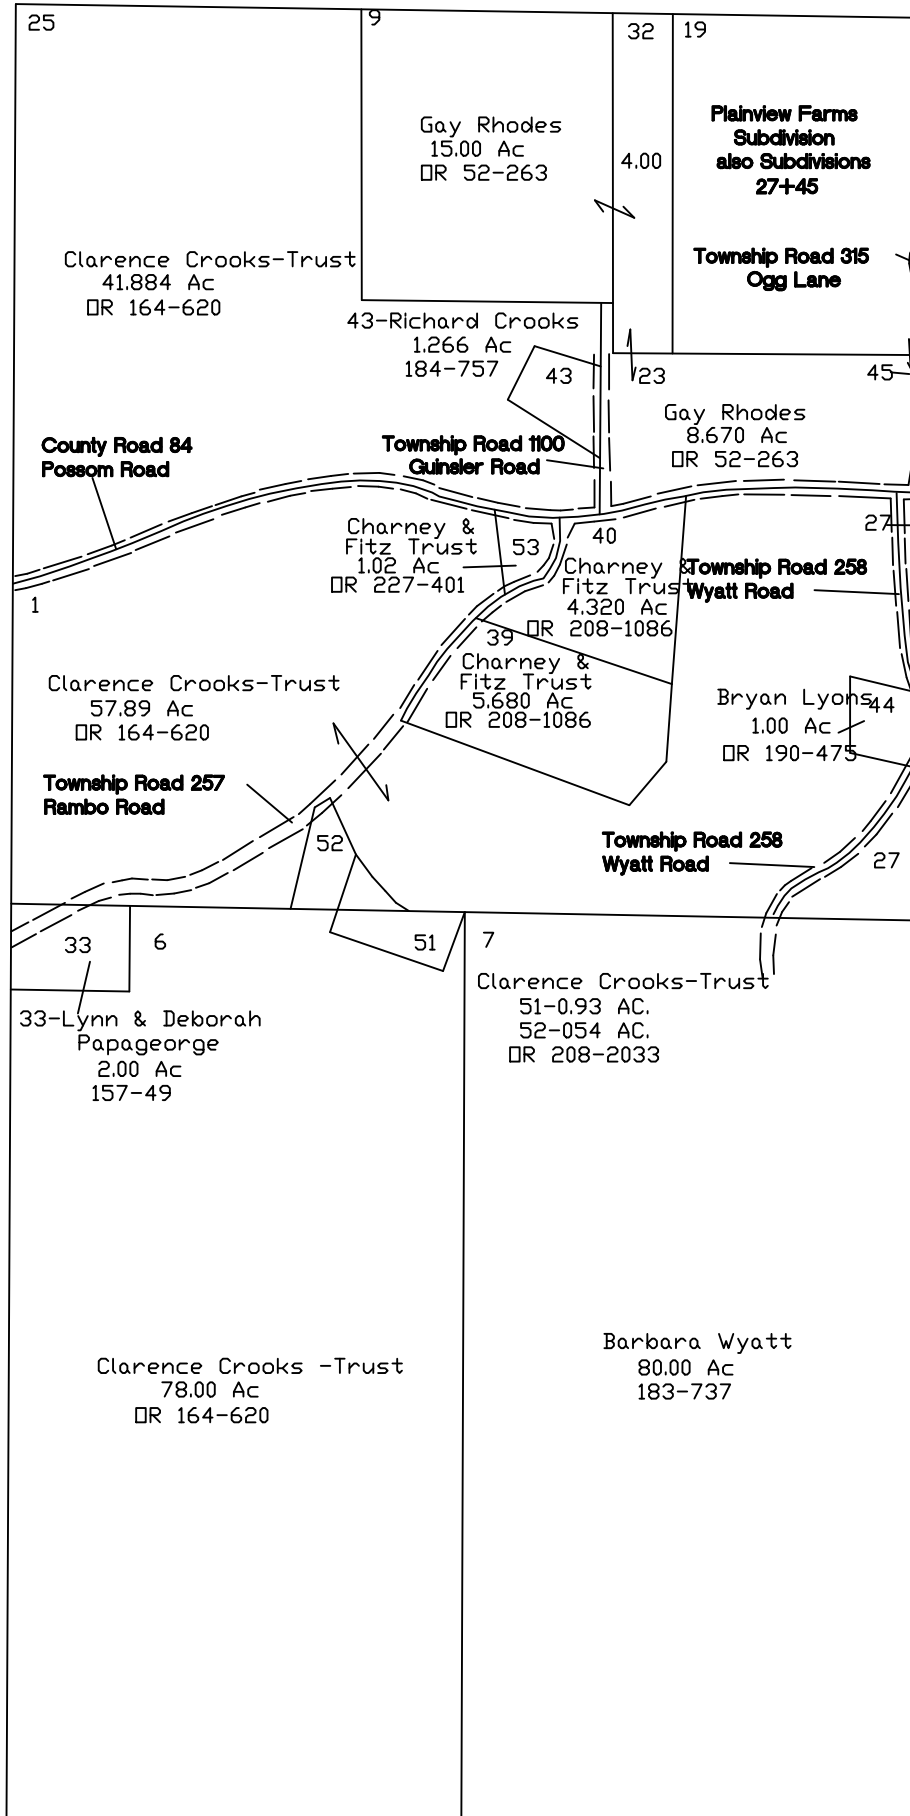 25
9
32
19
Gay Rhodes
15.00 Ac
OR 52-263
4.00
Plainview Farms
Subdivision
also Subdivisions
27+45
Township Road 315
Ogg Lane
Clarence Crooks-Trust
41.884 Ac
OR 164-620
43-Richard Crooks
1.266 Ac
184-757
43
23
45
Gay Rhodes
8.670 Ac
OR 52-263
County Road 84
Possom Road
Township Road 1100
Guinsler Road
Charney &
Fitz Trust
1.02 Ac
OR 227-401
53
40
27
Charney &
Fitz Trust
4.320 Ac
OR 208-1086
Township Road 258
Wyatt Road
1
39
Charney &
Fitz Trust
5.680 Ac
OR 208-1086
Clarence Crooks-Trust
57.89 Ac
OR 164-620
Bryan Lyons
1.00 Ac
OR 190-475
44
Township Road 257
Rambo Road
52
Township Road 258
Wyatt Road
27
33
6
51
7
Clarence Crooks-Trust
51-0.93 AC.
52-054 AC.
OR 208-2033
33-Lynn & Deborah
Papageorge
2.00 Ac
157-49
Clarence Crooks -Trust
78.00 Ac
OR 164-620
Barbara Wyatt
80.00 Ac
183-737